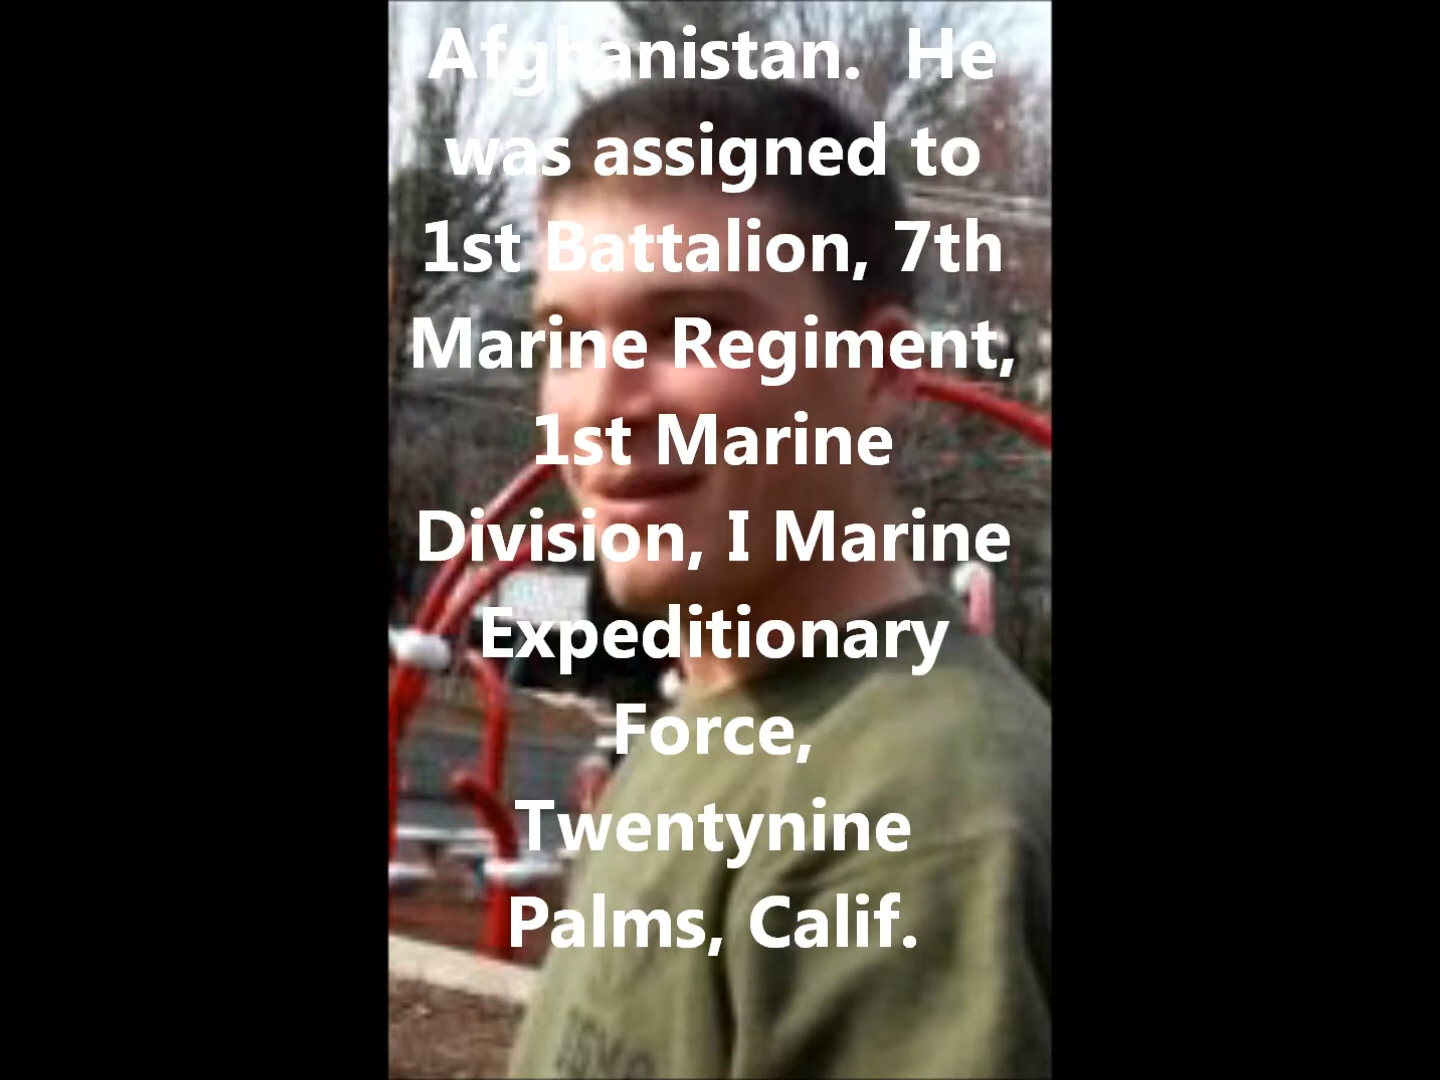 Afghanistan.  He
was assigned to
1st Battalion, 7th
Marine Regiment,
1st Marine
Division, I Marine
Expeditionary
Force,
Twentynine
Palms, Calif.